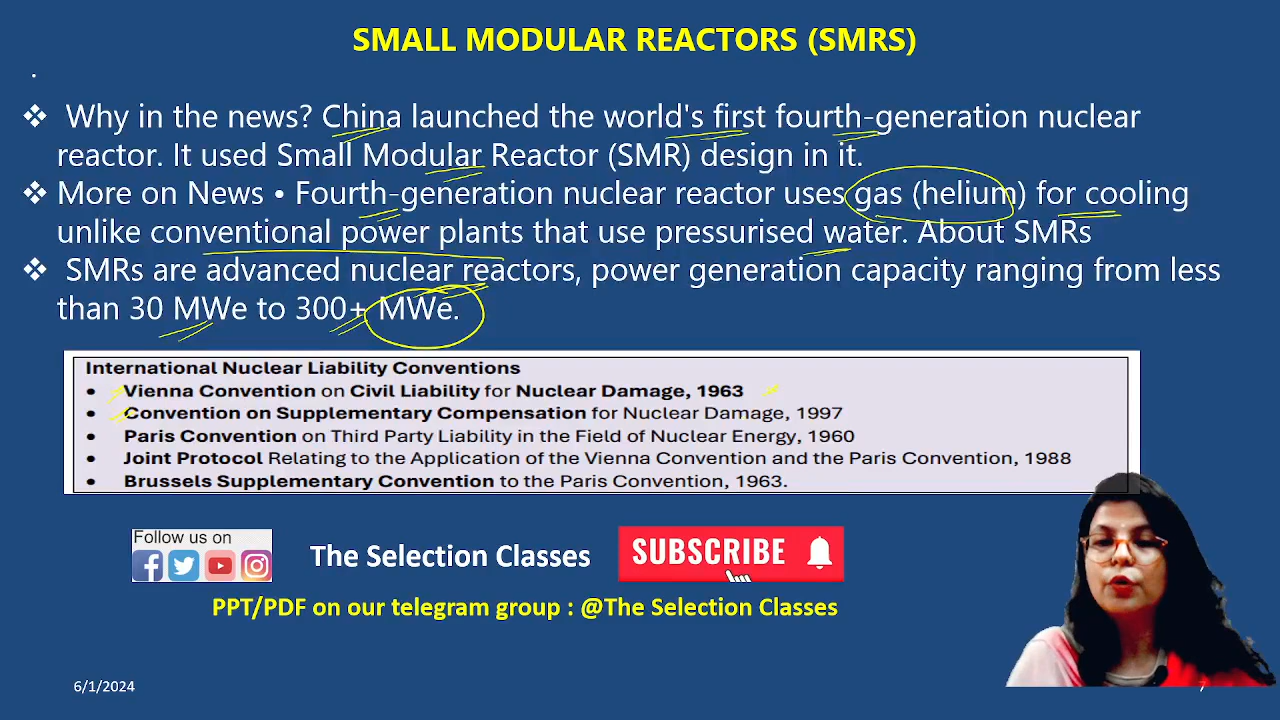 SMALL MODULAR REACTORS (SMRS)
.
❖ Why in the news? China launched the world's first fourth-generation nuclear
reactor. It used Small Modular Reactor (SMR) design in it.
❖ More on News • Fourth-generation nuclear reactor uses gas (helium) for cooling
unlike conventional power plants that use pressurised water. About SMRs
❖ SMRs are advanced nuclear reactors, power generation capacity ranging from less
than 30 MWe to 300+ MWe.
International Nuclear Liability Conventions
• Vienna Convention on Civil Liability for Nuclear Damage, 1963
• Convention on Supplementary Compensation for Nuclear Damage, 1997
• Paris Convention on Third Party Liability in the Field of Nuclear Energy, 1960
• Joint Protocol Relating to the Application of the Vienna Convention and the Paris Convention, 1988
• Brussels Supplementary Convention to the Paris Convention, 1963.
Follow us on
The Selection Classes
SUBSCRIBE
PPT/PDF on our telegram group : @The Selection Classes
6/1/2024
7